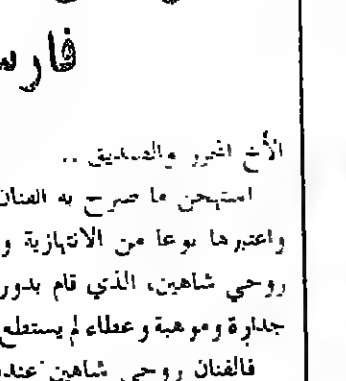 فارس
الأخ المحرر والصديق ..
استهجن ما صرح به الفنان
واعتبرها نوعا من الانتهازية و
روحي شاهين، الذي قام بدور
جدارة وموهبة وعطاء لم يستطع
فالفنان روحي شاهين عند